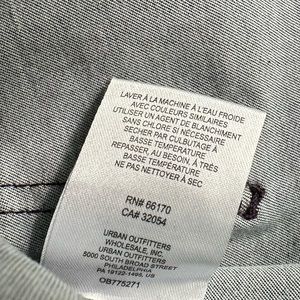 LAVER À LA MACHINE À L'EAU FROIDE
AVEC COULEURS SIMILAIRES
UTILISER UN AGENT DE BLANCHIMENT
SANS CHLORE SI NÉCESSAIRE
SÉCHER PAR CULBUTAGE À
BASSE TEMPÉRATURE
REPASSER, AU BESOIN, À TRÈS
BASSE TEMPÉRATURE
NE PAS NETTOYER À SEC
RN# 66170
CA# 32054
URBAN OUTFITTERS
WHOLESALE, INC.
5000 SOUTH BROAD STREET
PHILADELPHIA
PA 19112-1495, US
OB775271